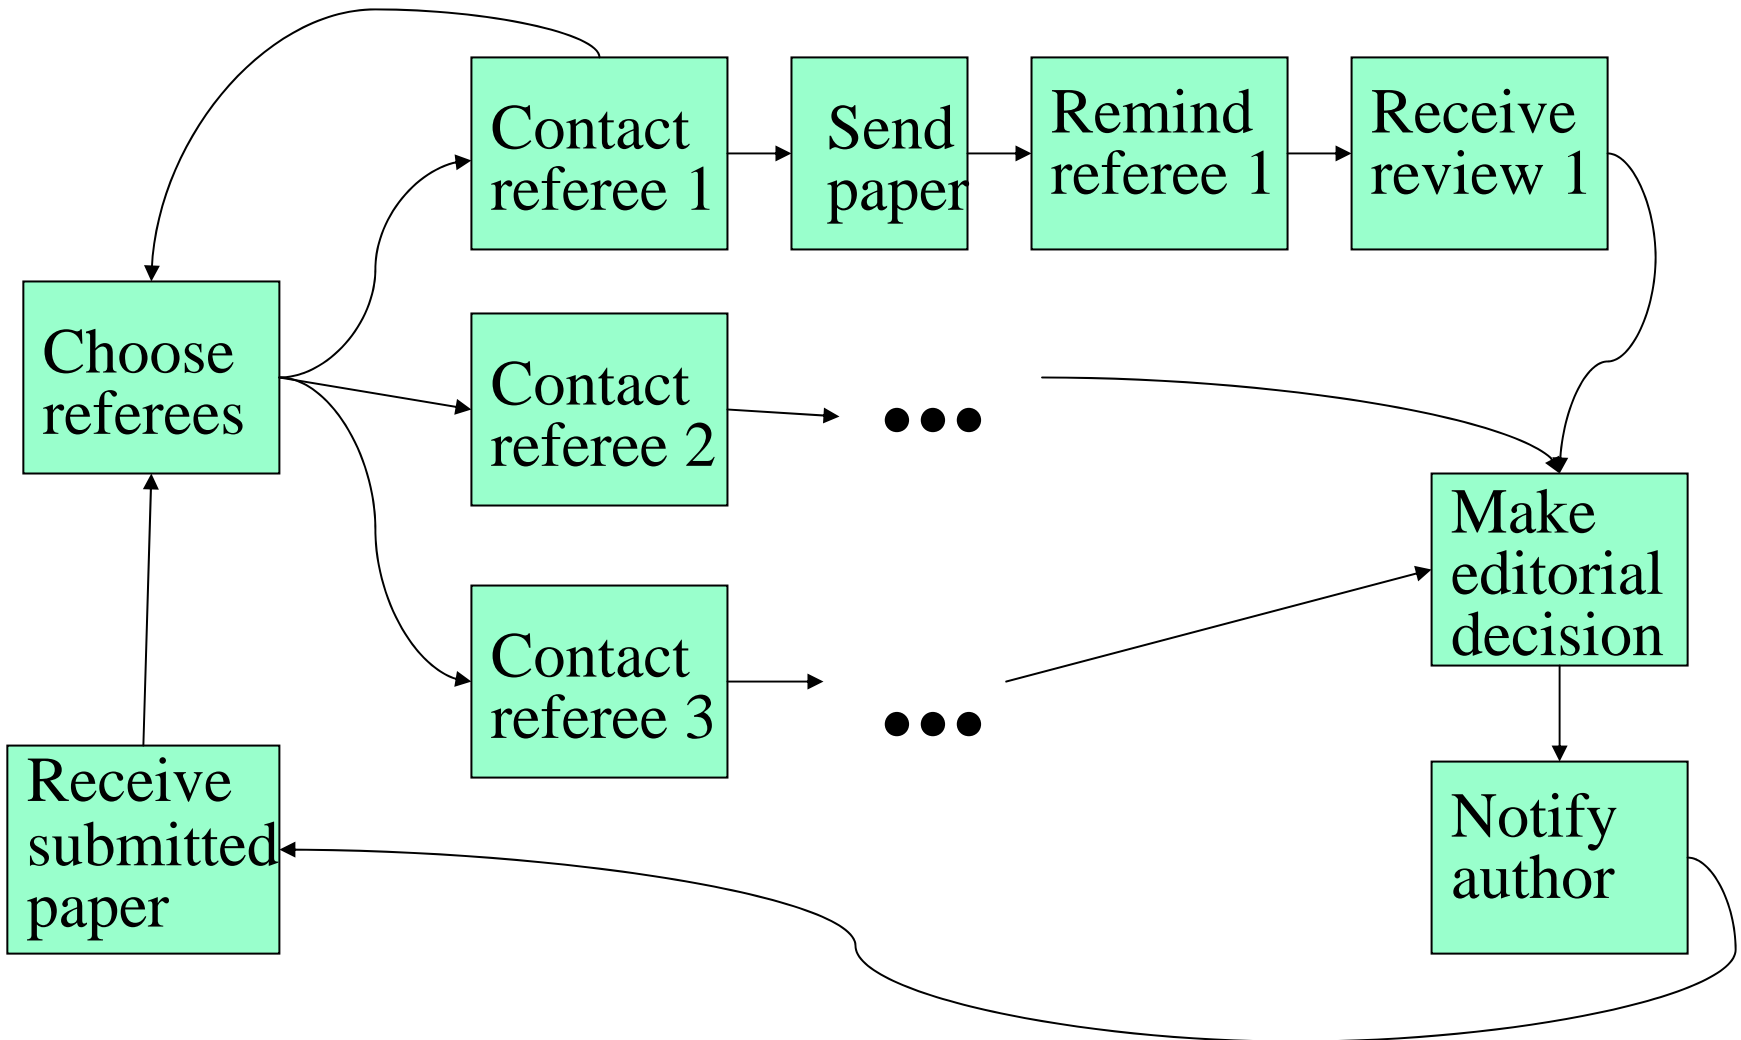 Contact
referee 1
Send
paper
Remind
referee 1
Receive
review 1
Choose
referees
Contact
referee 2
•••
Make
editorial
decision
Contact
referee 3
•••
Receive
submitted
paper
Notify
author